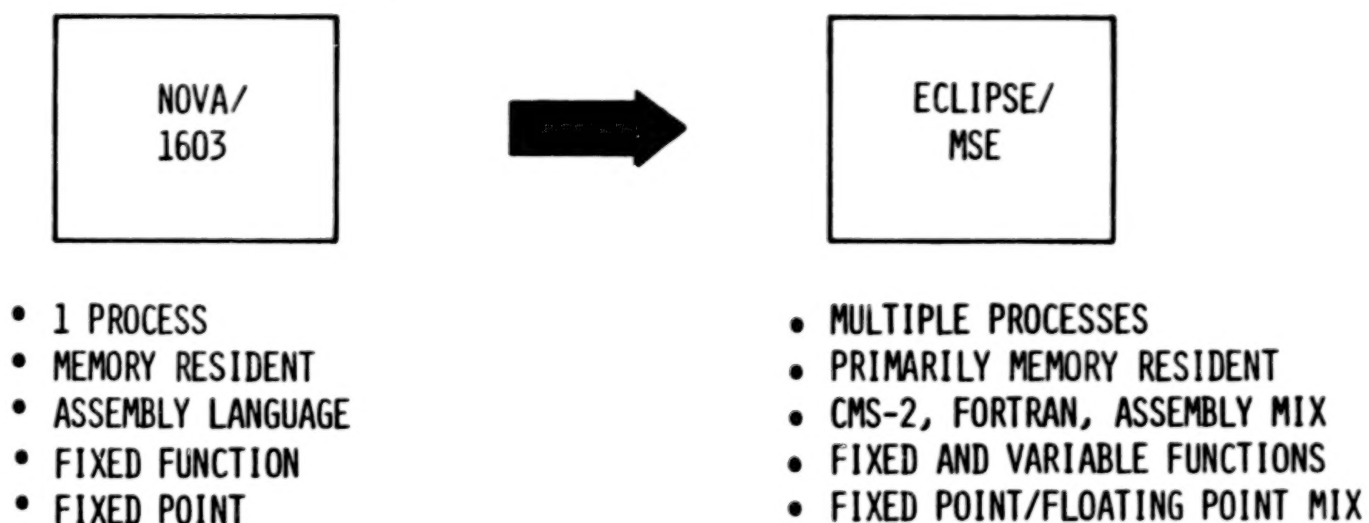 NOVA/
1603
ECLIPSE/
MSE
• 1 PROCESS
• MEMORY RESIDENT
• ASSEMBLY LANGUAGE
• FIXED FUNCTION
• FIXED POINT
• MULTIPLE PROCESSES
• PRIMARILY MEMORY RESIDENT
• CMS-2, FORTRAN, ASSEMBLY MIX
• FIXED AND VARIABLE FUNCTIONS
• FIXED POINT/FLOATING POINT MIX